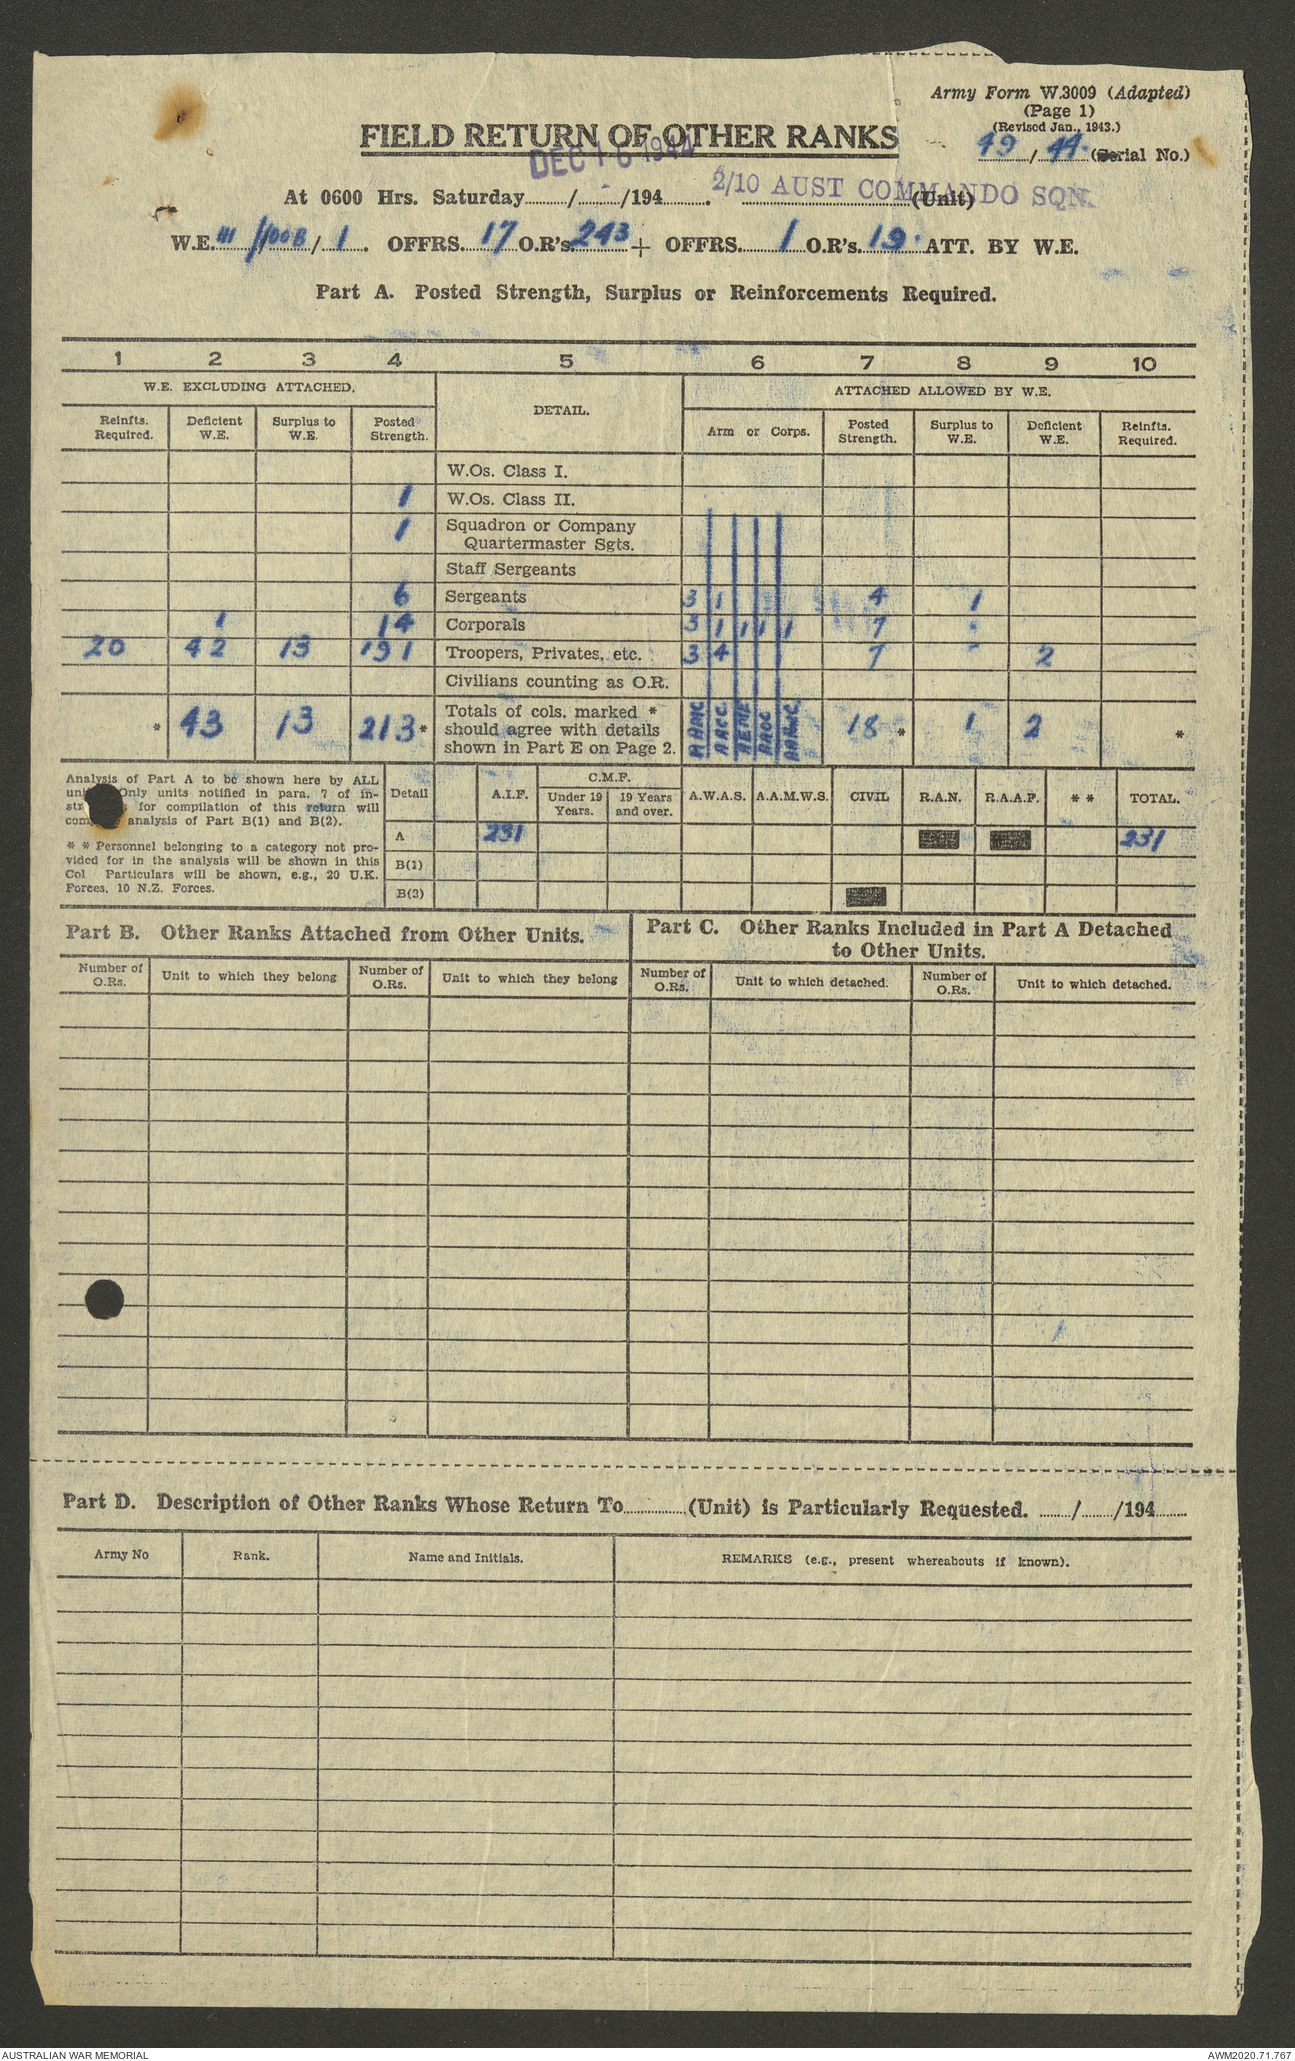 Army Form W.3009 (Adapted)
(Page 1)
(Revised Jan., 1943.)
49 / 44. (Serial No.)
FIELD RETURN OF OTHER RANKS
DEC 16 1944
At 0600 Hrs. Saturday........./........./194.......... 2/10 AUST COMMANDO SQN. (Unit)
W.E. III /100B/ 1 . OFFRS. 17 O.R's. 243 + OFFRS. 1 O.R's. 19. ATT. BY W.E.
Part A. Posted Strength, Surplus or Reinforcements Required.
1 2 3 4 5 6 7 8 9 10
W.E. EXCLUDING ATTACHED. DETAIL. ATTACHED ALLOWED BY W.E.
Reinfts. Required. Deficient W.E. Surplus to W.E. Posted Strength. Arm or Corps. Posted Strength. Surplus to W.E. Deficient W.E. Reinfts. Required.
W.Os. Class I.
1 W.Os. Class II.
1 Squadron or Company Quartermaster Sgts.
Staff Sergeants
6 Sergeants 3 1 4 1
1 14 Corporals 3 1 1 1 1 7
20 42 13 191 Troopers, Privates, etc. 3 4 7 2
Civilians counting as O.R.
* 43 13 213* Totals of cols. marked * should agree with details shown in Part E on Page 2. AAMC AACC AEME AAOC 18 * 1 2 *
Analysis of Part A to be shown here by ALL
units. Only units notified in para. 7 of in-
for compilation of this return will
analysis of Part B(1) and B(2).
* * Personnel belonging to a category not pro-
vided for in the analysis will be shown in this
Col Particulars will be shown, e.g., 20 U.K.
Forces, 10 N.Z. Forces.
Detail A.I.F. C.M.F. Under 19 Years. 19 Years and over. A.W.A.S. A.A.M.W.S. CIVIL R.A.N. R.A.A.F. * * TOTAL.
A 231 231
B(1)
B(2)
Part B. Other Ranks Attached from Other Units.
Number of O.Rs. Unit to which they belong Number of O.Rs. Unit to which they belong
Part C. Other Ranks Included in Part A Detached
to Other Units.
Number of O.Rs. Unit to which detached. Number of O.Rs. Unit to which detached.
Part D. Description of Other Ranks Whose Return To...............(Unit) is Particularly Requested. ......../......../194........
Army No Rank. Name and Initials. REMARKS (e.g., present whereabouts if known).
AUSTRALIAN WAR MEMORIAL AWM2020.71.767